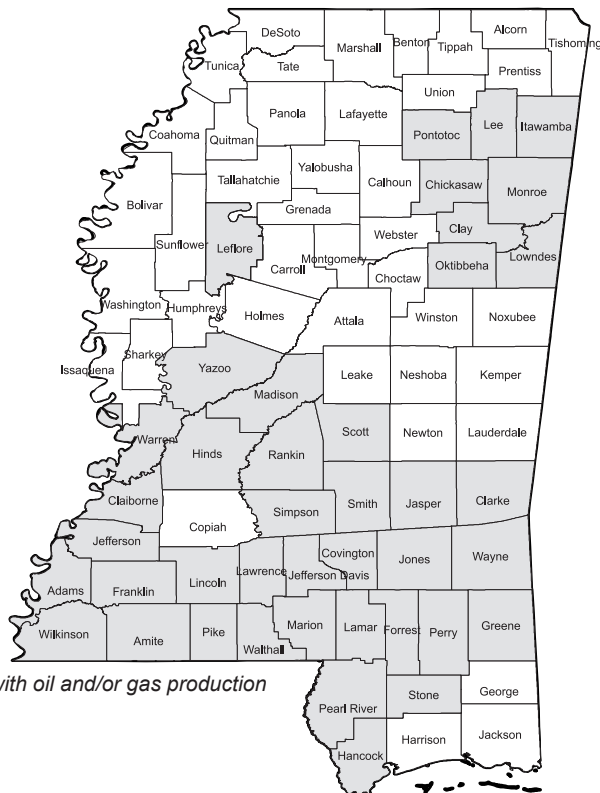 DeSoto
Marshall
Benton
Tippah
Alcorn
Tishoming
Tunica
Tate
Prentiss
Union
Panola
Lafayette
Coahoma
Quitman
Pontotoc
Lee
Itawamba
Tallahatchie
Yalobusha
Calhoun
Chickasaw
Monroe
Bolivar
Grenada
Sunflower
Leflore
Webster
Clay
Carroll
Montgomery
Oktibbeha
Lowndes
Choctaw
Washington
Humphreys
Holmes
Attala
Winston
Noxubee
Sharkey
Issaquena
Yazoo
Leake
Neshoba
Kemper
Madison
Warren
Hinds
Rankin
Scott
Newton
Lauderdale
Claiborne
Copiah
Simpson
Smith
Jasper
Clarke
Jefferson
Covington
Jones
Wayne
Lawrence
Jefferson Davis
Lincoln
Adams
Franklin
Wilkinson
Amite
Pike
Walthall
Marion
Lamar
Forrest
Perry
Greene
with oil and/or gas production
Pearl River
Stone
George
Hancock
Harrison
Jackson